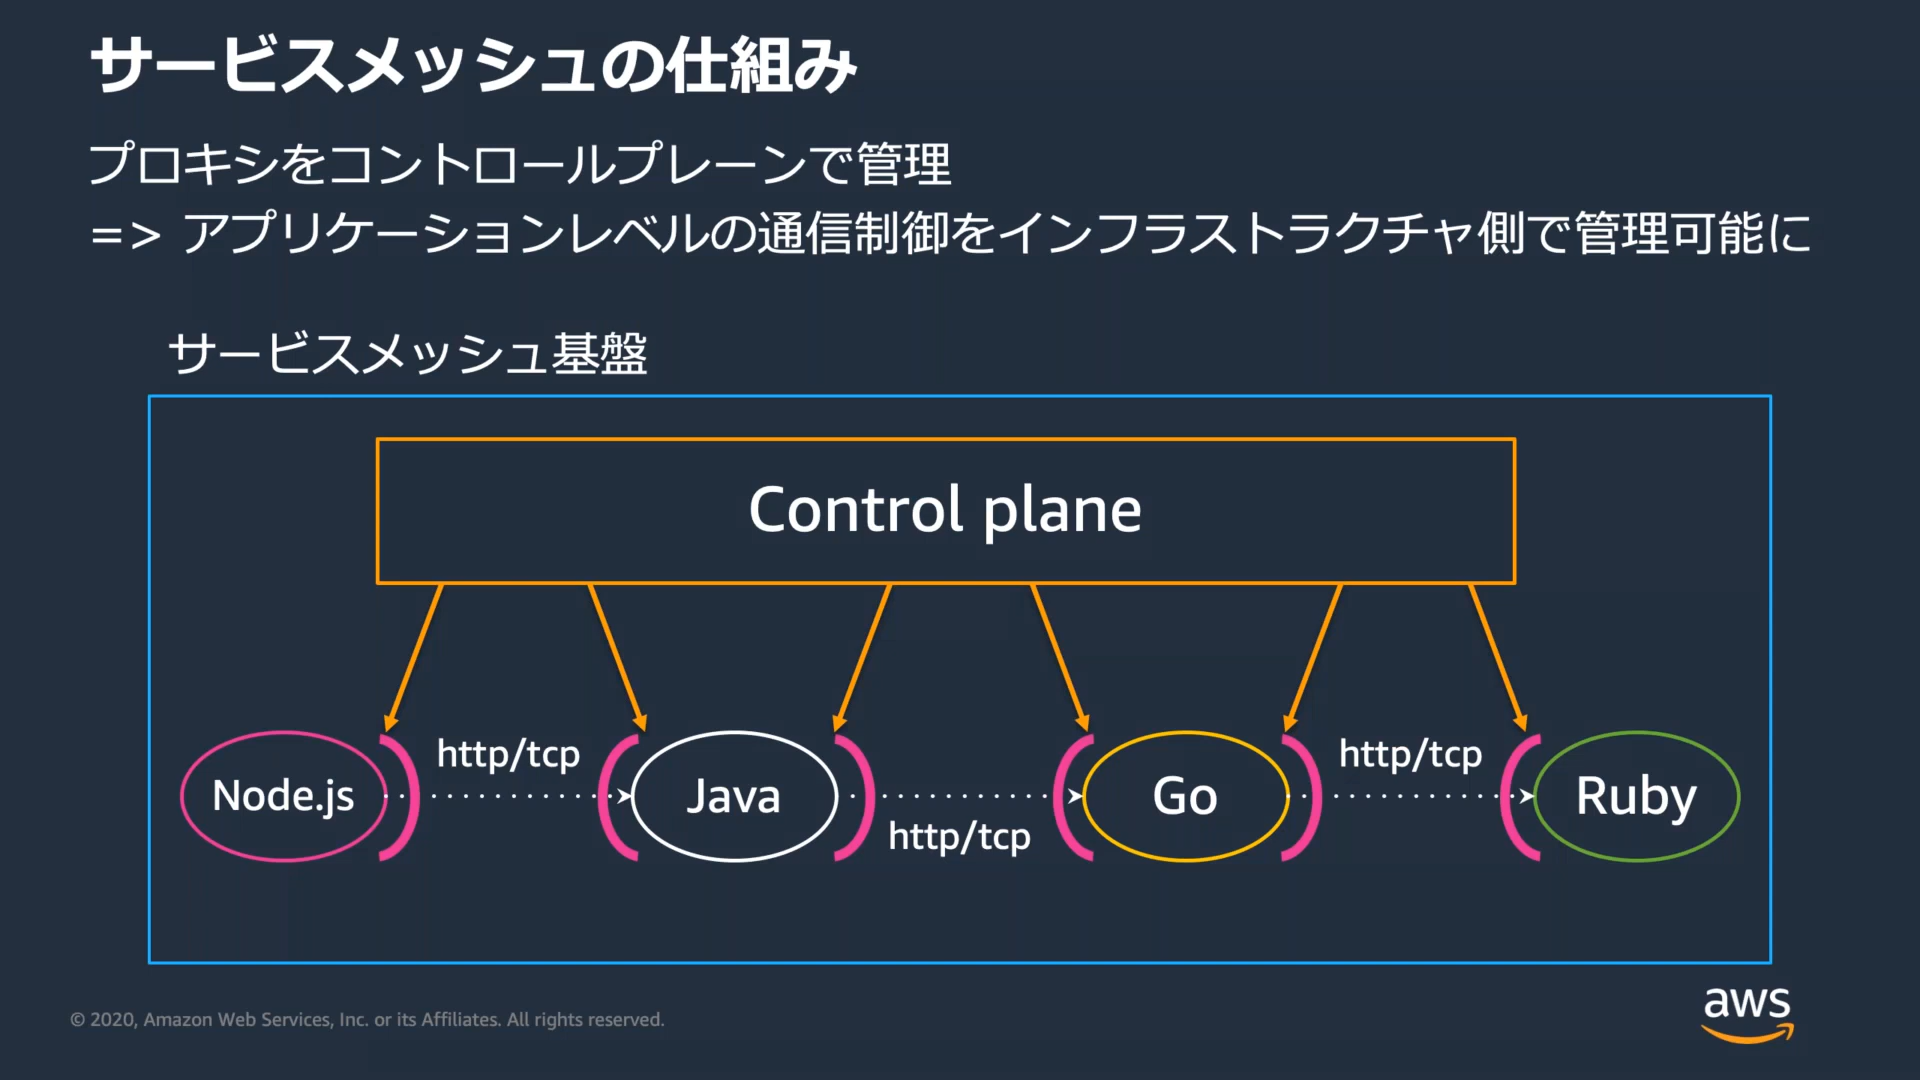 サービスメッシュの仕組み
プロキシをコントロールプレーンで管理
=> アプリケーションレベルの通信制御をインフラストラクチャ側で管理可能に
サービスメッシュ基盤
Control plane
http/tcp
http/tcp
Node.js
Java
Go
Ruby
http/tcp
© 2020, Amazon Web Services, Inc. or its Affiliates. All rights reserved.
aws